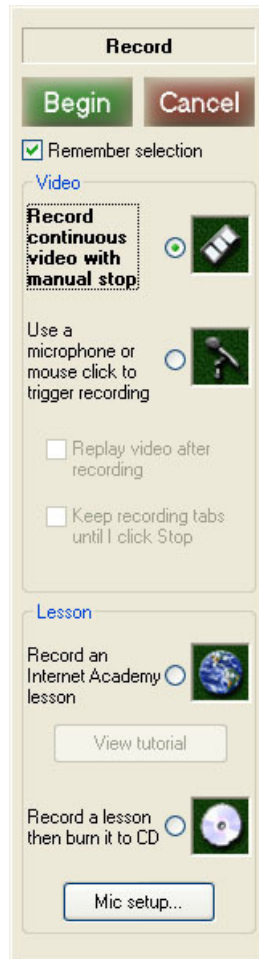 Record
Begin Cancel
Remember selection
Video
Record
continuous
video with
manual stop
Use a
microphone or
mouse click to
trigger recording
Replay video after
recording
Keep recording tabs
until I click Stop
Lesson
Record an
Internet Academy
lesson
View tutorial
Record a lesson
then burn it to CD
Mic setup...